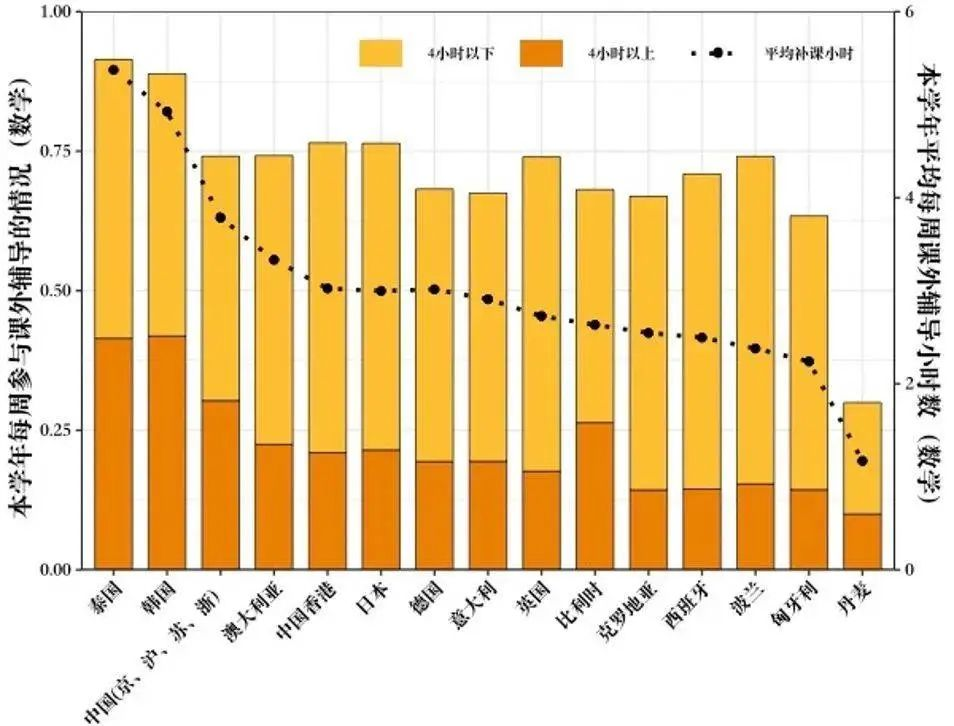 4小时以下 4小时以上 平均补课小时
本学年每周参与课外辅导的情况（数学）
1.00
0.75
0.50
0.25
0.00
6
4
2
0
本学年平均每周课外辅导小时数（数学）
泰国
韩国
中国(京、沪、苏、浙)
澳大利亚
中国香港
日本
德国
意大利
英国
比利时
克罗地亚
西班牙
波兰
匈牙利
丹麦